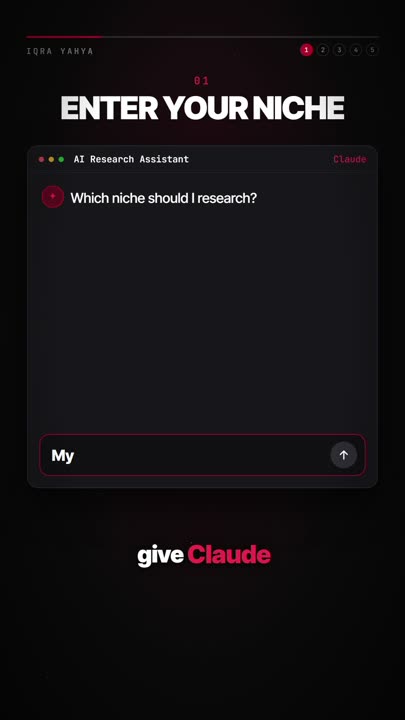 IQRA YAHYA
1 2 3 4 5
01
ENTER YOUR NICHE
AI Research Assistant
Claude
Which niche should I research?
My
give Claude